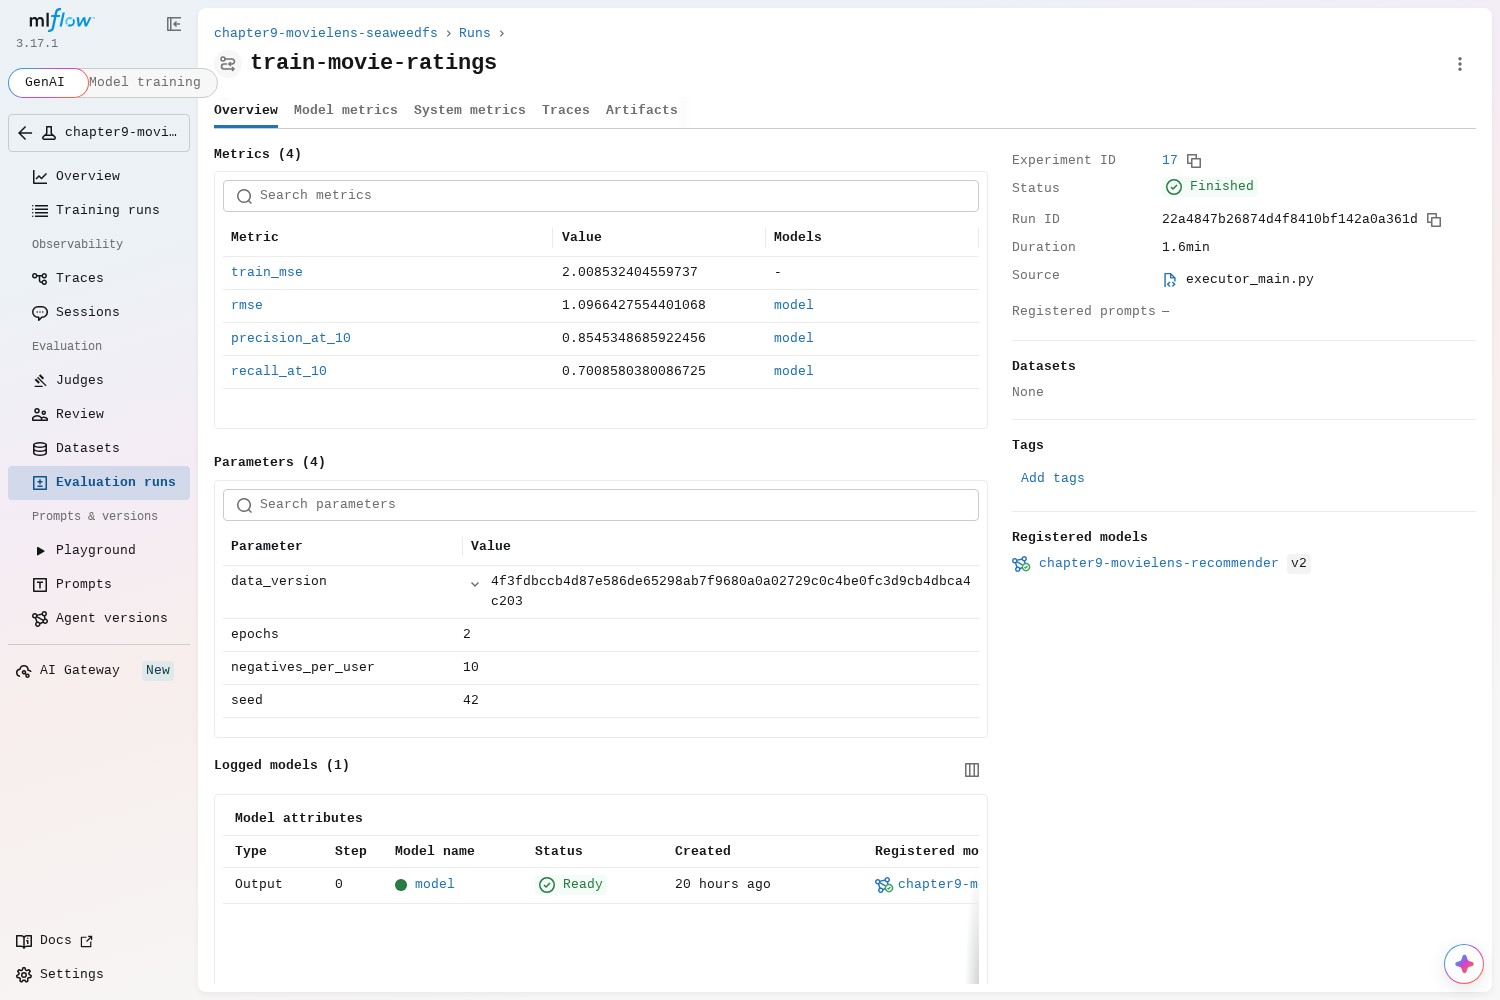 mlflow
3.17.1
GenAI
Model training
chapter9-movi…
Overview
Training runs
Observability
Traces
Sessions
Evaluation
Judges
Review
Datasets
Evaluation runs
Prompts & versions
Playground
Prompts
Agent versions
AI Gateway New
Docs
Settings
chapter9-movielens-seaweedfs › Runs ›
train-movie-ratings
Overview Model metrics System metrics Traces Artifacts
Metrics (4)
Search metrics
Metric Value Models
train_mse 2.008532404559737 -
rmse 1.0966427554401068 model
precision_at_10 0.8545348685922456 model
recall_at_10 0.7008580380086725 model
Parameters (4)
Search parameters
Parameter Value
data_version 4f3fdbccb4d87e586de65298ab7f9680a0a02729c0c4be0fc3d9cb4dbca4
c203
epochs 2
negatives_per_user 10
seed 42
Logged models (1)
Model attributes
Type Step Model name Status Created Registered mo
Output 0 model Ready 20 hours ago chapter9-m
Experiment ID 17
Status Finished
Run ID 22a4847b26874d4f8410bf142a0a361d
Duration 1.6min
Source executor_main.py
Registered prompts —
Datasets
None
Tags
Add tags
Registered models
chapter9-movielens-recommender v2